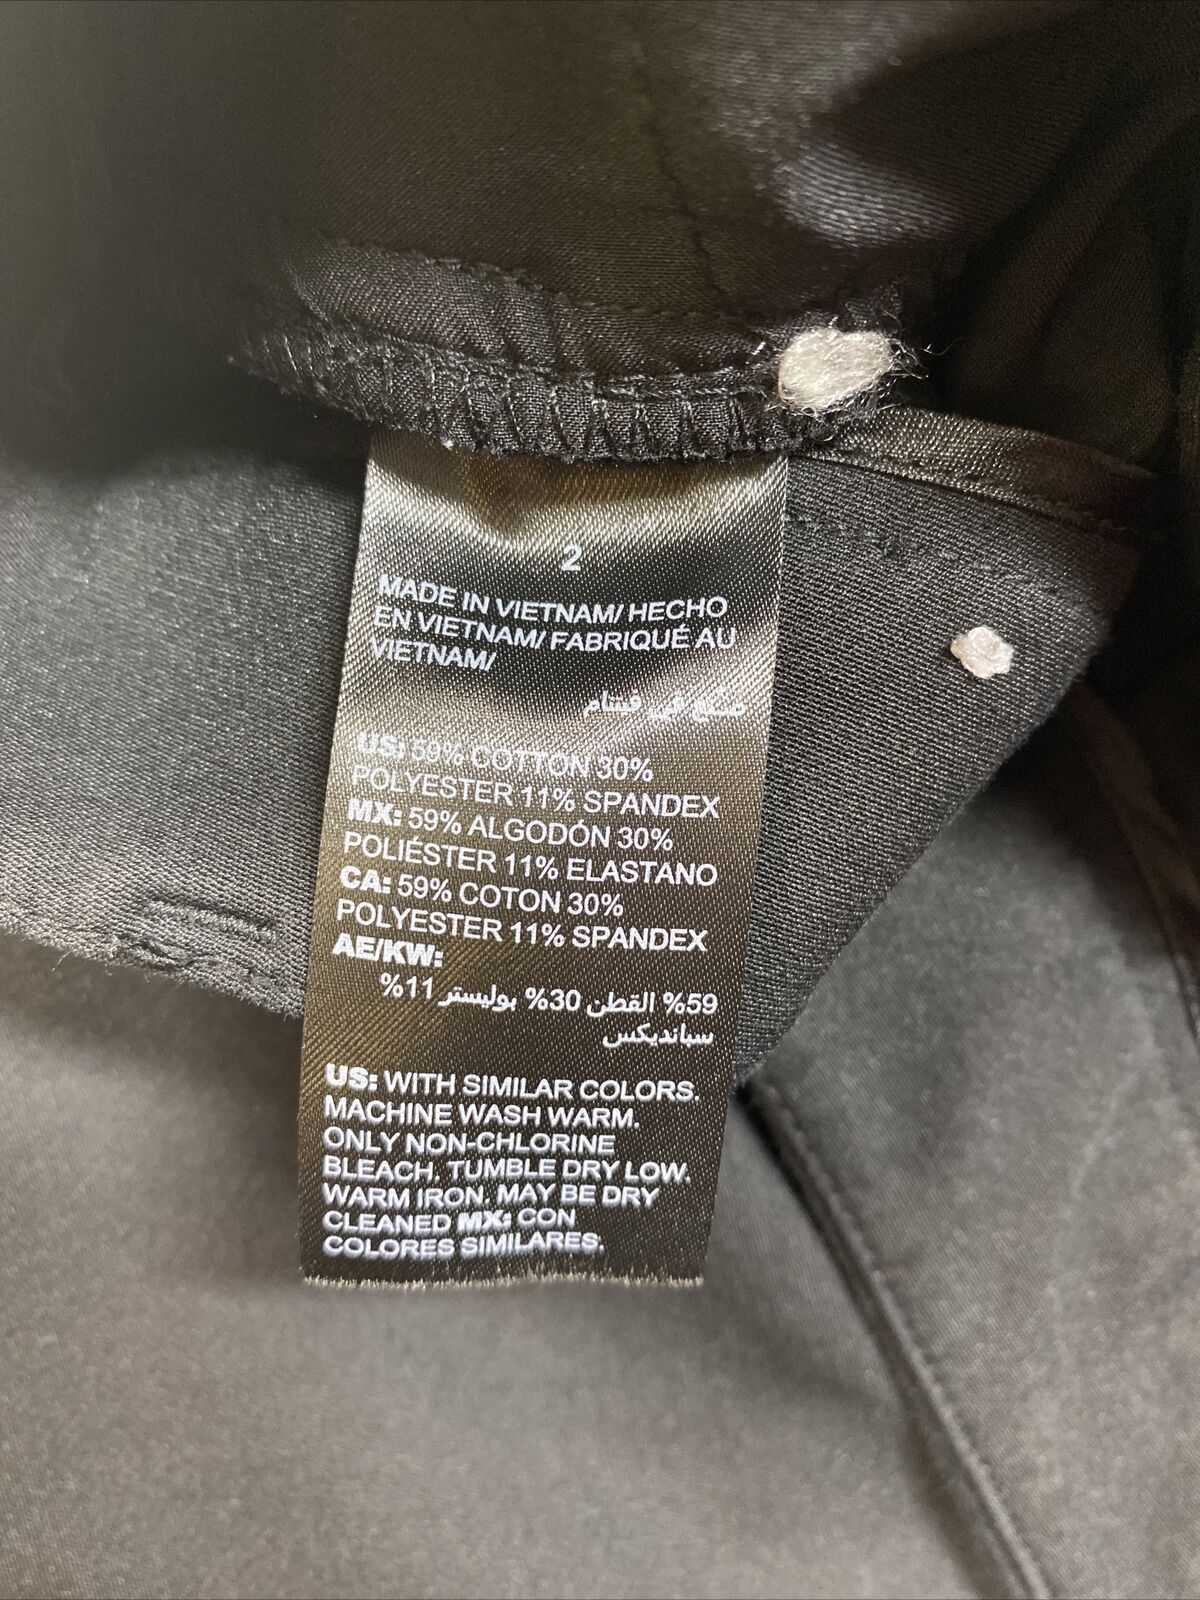 2
MADE IN VIETNAM/ HECHO
EN VIETNAM/ FABRIQUÉ AU
VIETNAM/
صنع في فيتنام
US: 59% COTTON 30%
POLYESTER 11% SPANDEX
MX: 59% ALGODÓN 30%
POLIÉSTER 11% ELASTANO
CA: 59% COTON 30%
POLYESTER 11% SPANDEX
AE/KW:
59% القطن 30% بوليستر 11%
سبانديكس
US: WITH SIMILAR COLORS.
MACHINE WASH WARM.
ONLY NON-CHLORINE
BLEACH. TUMBLE DRY LOW.
WARM IRON. MAY BE DRY
CLEANED MX: CON
COLORES SIMILARES.